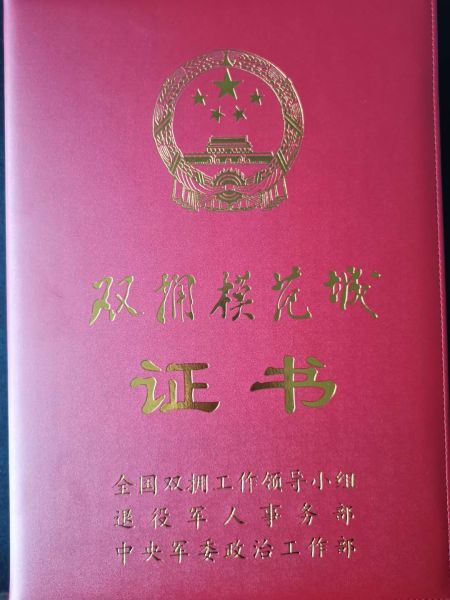 双拥模范城
证书
全国双拥工作领导小组
退役军人事务部
中央军委政治工作部